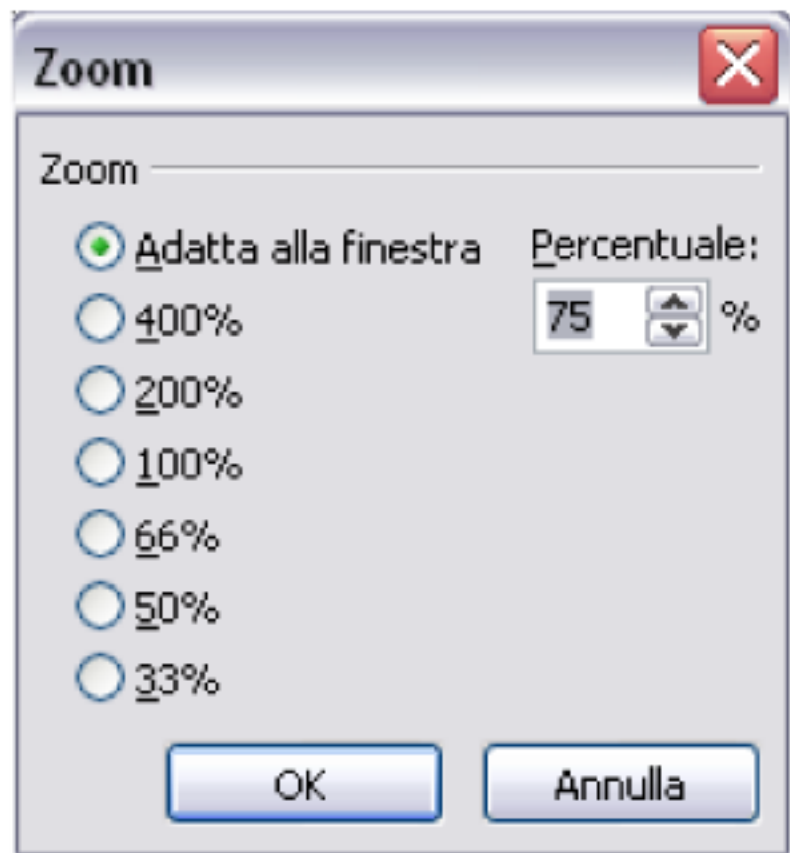 Zoom
Zoom
Adatta alla finestra
Percentuale:
400%
75 %
200%
100%
66%
50%
33%
OK
Annulla